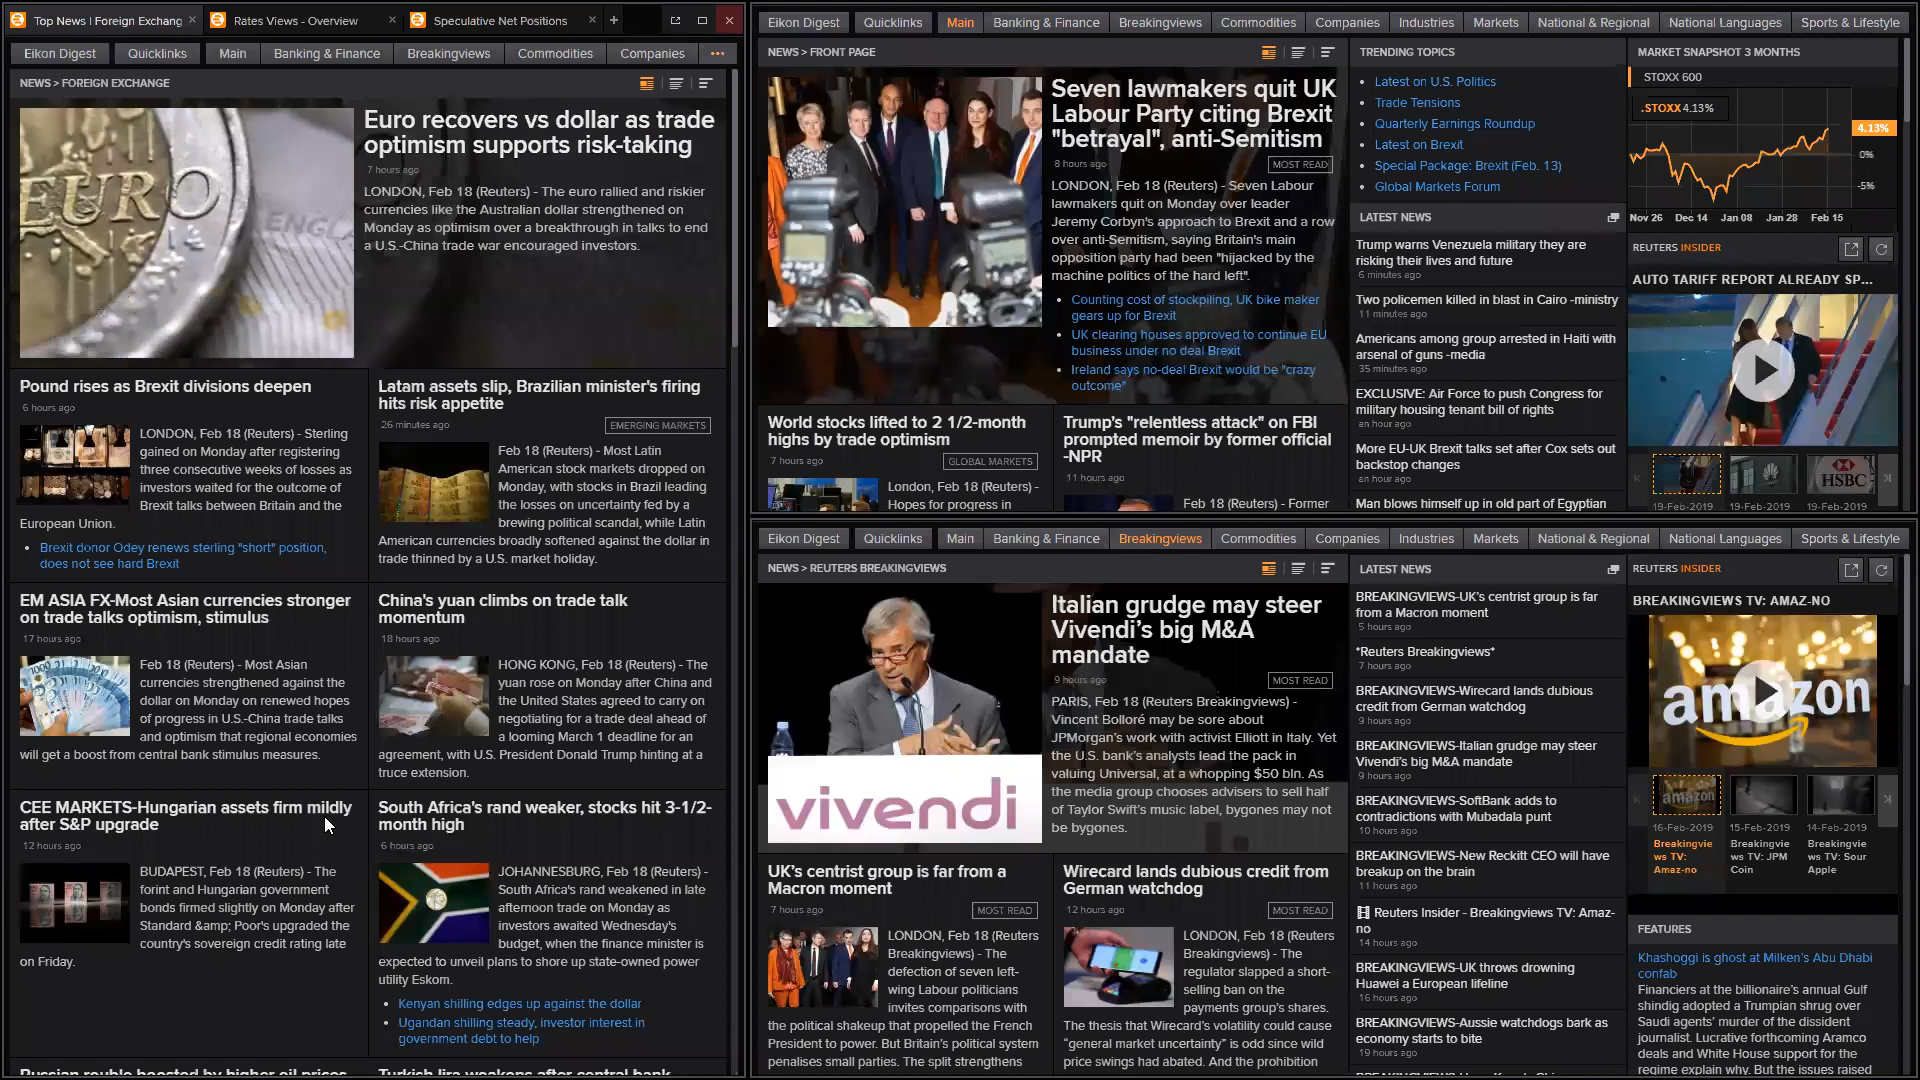 Top News | Foreign Exchang
Rates Views - Overview
Speculative Net Positions
Eikon Digest
Quicklinks
Main
Banking & Finance
Breakingviews
Commodities
Companies
NEWS > FOREIGN EXCHANGE
Euro recovers vs dollar as trade
optimism supports risk-taking
7 hours ago
LONDON, Feb 18 (Reuters) - The euro rallied and riskier
currencies like the Australian dollar strengthened on
Monday as optimism over a breakthrough in talks to end
a U.S.-China trade war encouraged investors.
EURO
Pound rises as Brexit divisions deepen
6 hours ago
LONDON, Feb 18 (Reuters) - Sterling
gained on Monday after registering
three consecutive weeks of losses as
investors waited for the outcome of
Brexit talks between Britain and the
European Union.
Brexit donor Odey renews sterling "short" position,
does not see hard Brexit
Latam assets slip, Brazilian minister's firing
hits risk appetite
26 minutes ago
EMERGING MARKETS
Feb 18 (Reuters) - Most Latin
American stock markets dropped on
Monday, with stocks in Brazil leading
the losses on uncertainty fed by a
brewing political scandal, while Latin
American currencies broadly softened against the dollar in
trade thinned by a U.S. market holiday.
EM ASIA FX-Most Asian currencies stronger
on trade talks optimism, stimulus
17 hours ago
Feb 18 (Reuters) - Most Asian
currencies strengthened against the
dollar on Monday on renewed hopes
of progress in U.S.-China trade talks
and optimism that regional economies
will get a boost from central bank stimulus measures.
China's yuan climbs on trade talk
momentum
18 hours ago
HONG KONG, Feb 18 (Reuters) - The
yuan rose on Monday after China and
the United States agreed to carry on
negotiating for a trade deal ahead of
a looming March 1 deadline for an
agreement, with U.S. President Donald Trump hinting at a
truce extension.
CEE MARKETS-Hungarian assets firm mildly
after S&P upgrade
12 hours ago
BUDAPEST, Feb 18 (Reuters) - The
forint and Hungarian government
bonds firmed slightly on Monday after
Standard &amp; Poor's upgraded the
country's sovereign credit rating late
on Friday.
South Africa's rand weaker, stocks hit 3-1/2-
month high
6 hours ago
JOHANNESBURG, Feb 18 (Reuters) -
South Africa's rand weakened in late
afternoon trade on Monday as
investors awaited Wednesday's
budget, when the finance minister is
expected to unveil plans to shore up state-owned power
utility Eskom.
Kenyan shilling edges up against the dollar
Ugandan shilling steady, investor interest in
government debt to help
Russian rouble boosted by higher oil prices
Turkish lira weakens after central bank
Eikon Digest
Quicklinks
Main
Banking & Finance
Breakingviews
Commodities
Companies
Industries
Markets
National & Regional
National Languages
Sports & Lifestyle
NEWS > FRONT PAGE
Seven lawmakers quit UK
Labour Party citing Brexit
"betrayal", anti-Semitism
8 hours ago
MOST READ
LONDON, Feb 18 (Reuters) - Seven Labour
lawmakers quit on Monday over leader
Jeremy Corbyn's approach to Brexit and a row
over anti-Semitism, saying Britain's main
opposition party had been "hijacked by the
machine politics of the hard left".
Counting cost of stockpiling, UK bike maker
gears up for Brexit
UK clearing houses approved to continue EU
business under no deal Brexit
Ireland says no-deal Brexit would be "crazy
outcome"
World stocks lifted to 2 1/2-month
highs by trade optimism
7 hours ago
GLOBAL MARKETS
London, Feb 18 (Reuters) -
Hopes for progress in
Trump's "relentless attack" on FBI
prompted memoir by former official
-NPR
11 hours ago
Feb 18 (Reuters) - Former
TRENDING TOPICS
Latest on U.S. Politics
Trade Tensions
Quarterly Earnings Roundup
Latest on Brexit
Special Package: Brexit (Feb. 13)
Global Markets Forum
LATEST NEWS
Trump warns Venezuela military they are
risking their lives and future
6 minutes ago
Two policemen killed in blast in Cairo -ministry
11 minutes ago
Americans among group arrested in Haiti with
arsenal of guns -media
35 minutes ago
EXCLUSIVE: Air Force to push Congress for
military housing tenant bill of rights
an hour ago
More EU-UK Brexit talks set after Cox sets out
backstop changes
an hour ago
Man blows himself up in old part of Egyptian
MARKET SNAPSHOT 3 MONTHS
STOXX 600
.STOXX 4.13%
4.13%
0%
-5%
Nov 26 Dec 14 Jan 08 Jan 28 Feb 15
REUTERS INSIDER
AUTO TARIFF REPORT ALREADY SP...
HSBC
19-Feb-2019 19-Feb-2019 19-Feb-2019
Eikon Digest
Quicklinks
Main
Banking & Finance
Breakingviews
Commodities
Companies
Industries
Markets
National & Regional
National Languages
Sports & Lifestyle
NEWS > REUTERS BREAKINGVIEWS
vivendi
Italian grudge may steer
Vivendi's big M&A
mandate
9 hours ago
MOST READ
PARIS, Feb 18 (Reuters Breakingviews) -
Vincent Bolloré may be sore about
JPMorgan's work with activist Elliott in Italy. Yet
the U.S. bank's analysts lead the pack in
valuing Universal, at a whopping $50 bln. As
the media group chooses advisers to sell half
of Taylor Swift's music label, bygones may not
be bygones.
UK's centrist group is far from a
Macron moment
7 hours ago
MOST READ
LONDON, Feb 18 (Reuters
Breakingviews) - The
defection of seven left-
wing Labour politicians
invites comparisons with
the political shakeup that propelled the French
President to power. But Britain's political system
penalises small parties. The split strengthens
Wirecard lands dubious credit from
German watchdog
12 hours ago
MOST READ
LONDON, Feb 18 (Reuters
Breakingviews) - The
regulator slapped a short-
selling ban on the
payments group's shares.
The thesis that Wirecard's volatility could cause
"general market uncertainty" is odd since wild
price swings had abated. And the prohibition
LATEST NEWS
BREAKINGVIEWS-UK's centrist group is far
from a Macron moment
5 hours ago
*Reuters Breakingviews*
7 hours ago
BREAKINGVIEWS-Wirecard lands dubious
credit from German watchdog
9 hours ago
BREAKINGVIEWS-Italian grudge may steer
Vivendi's big M&A mandate
9 hours ago
BREAKINGVIEWS-SoftBank adds to
contradictions with Mubadala punt
10 hours ago
BREAKINGVIEWS-New Reckitt CEO will have
breakup on the brain
11 hours ago
Reuters Insider - Breakingviews TV: Amaz-
no
14 hours ago
BREAKINGVIEWS-UK throws drowning
Huawei a European lifeline
16 hours ago
BREAKINGVIEWS-Aussie watchdogs bark as
economy starts to bite
19 hours ago
REUTERS INSIDER
BREAKINGVIEWS TV: AMAZ-NO
amazon
amazon
16-Feb-2019 15-Feb-2019 14-Feb-2019
Breakingvie
ws TV:
Amaz-no
Breakingvie
ws TV: JPM
Coin
Breakingvie
ws TV: Sour
Apple
FEATURES
Khashoggi is ghost at Milken's Abu Dhabi
confab
Financiers at the billionaire's annual Gulf
shindig adopted a Trumpian shrug over
Saudi agents' murder of the dissident
journalist. Lucrative forthcoming Aramco
deals and White House support for the
regime explain why. But the issues raised